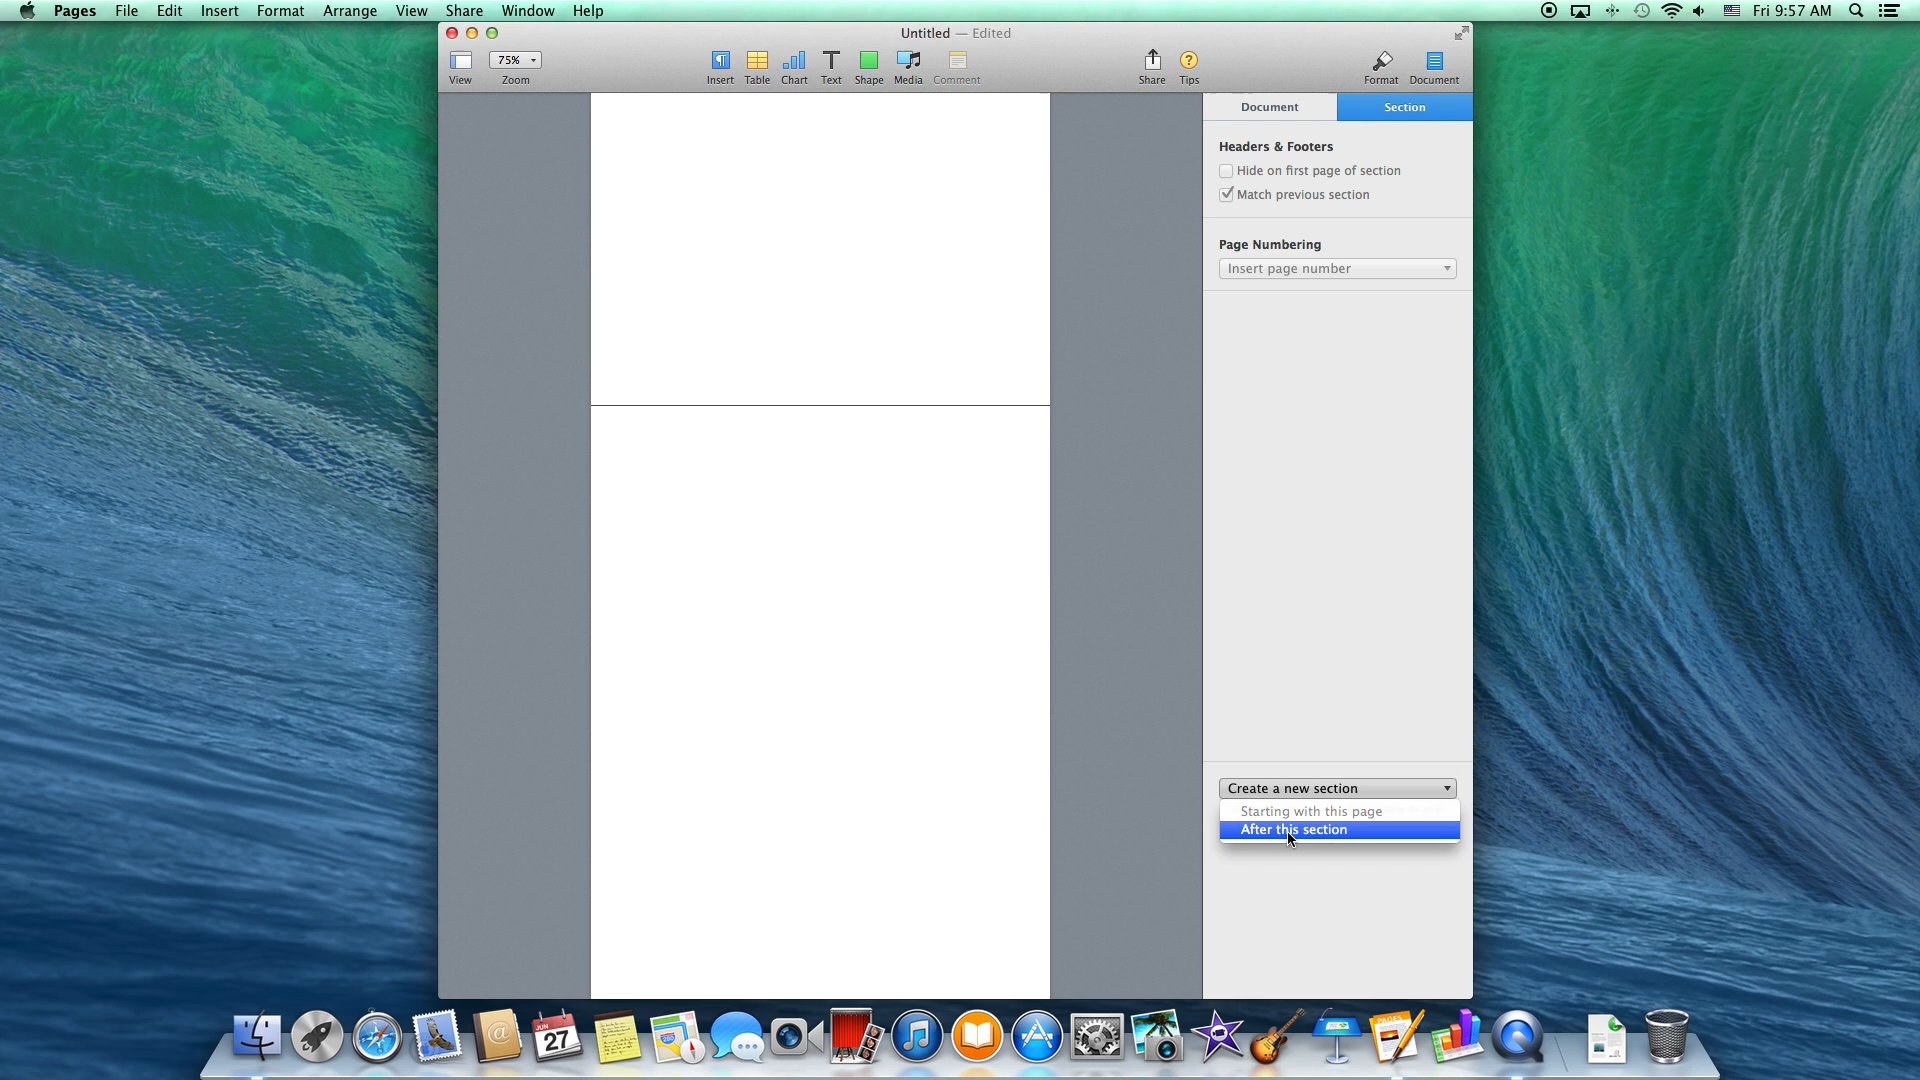 Pages File Edit Insert Format Arrange View Share Window Help Fri 9:57 AM
Untitled — Edited
75%
View Zoom Insert Table Chart Text Shape Media Comment Share Tips Format Document
Document Section
Headers & Footers
Hide on first page of section
Match previous section
Page Numbering
Insert page number
Create a new section
Starting with this page
After this section
JUN
27
280
PAGES